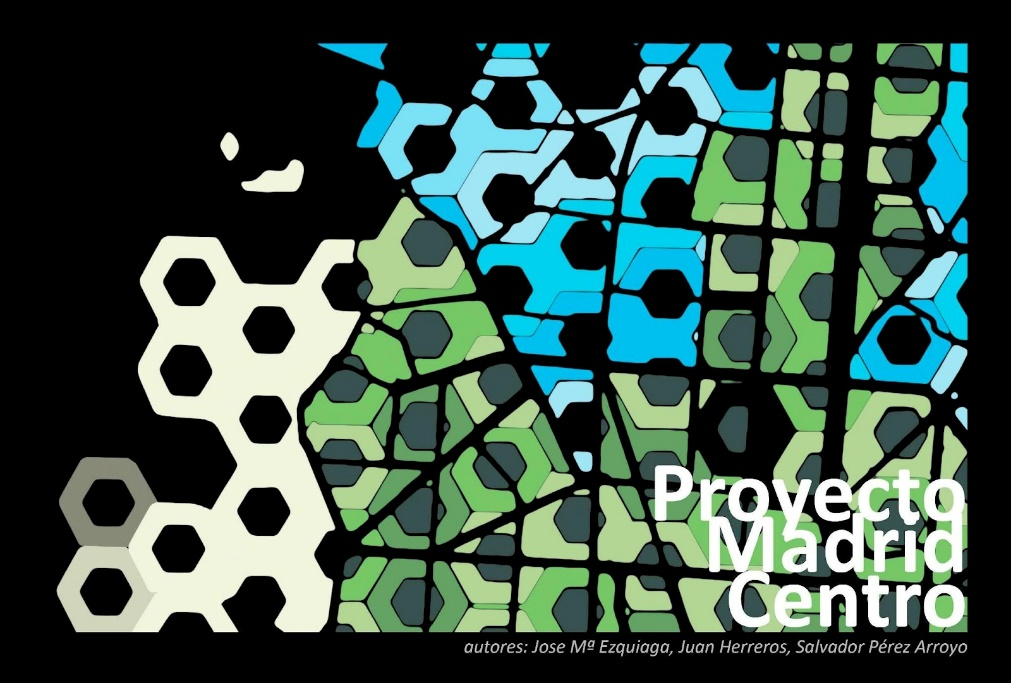 Proyecto
Madrid
Centro
autores: Jose Mª Ezquiaga, Juan Herreros, Salvador Pérez Arroyo